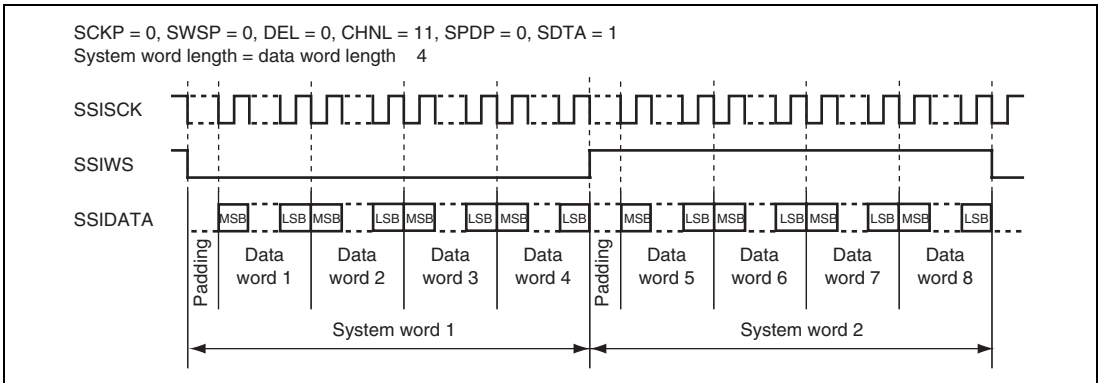 SCKP = 0, SWSP = 0, DEL = 0, CHNL = 11, SPDP = 0, SDTA = 1
System word length = data word length 4
SSISCK
SSIWS
SSIDATA
MSB LSB MSB LSB MSB LSB MSB LSB MSB LSB MSB LSB MSB LSB MSB LSB
Padding Data word 1 Data word 2 Data word 3 Data word 4 Padding Data word 5 Data word 6 Data word 7 Data word 8
System word 1 System word 2